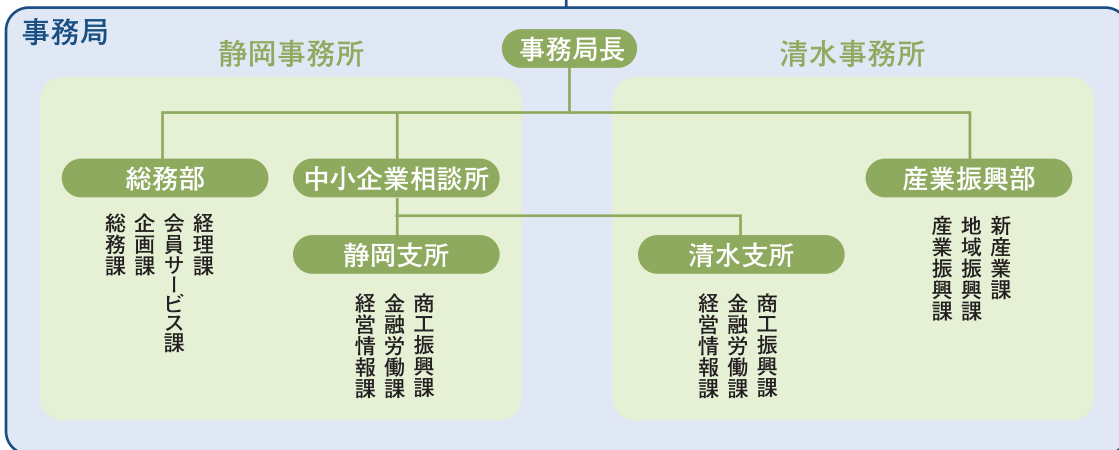 事務局
静岡事務所
事務局長
清水事務所
総務部
中小企業相談所
産業振興部
経理課
会員サービス課
企画課
総務課
静岡支所
清水支所
新産業課
地域振興課
産業振興課
商工振興課
金融労働課
経営情報課
商工振興課
金融労働課
経営情報課